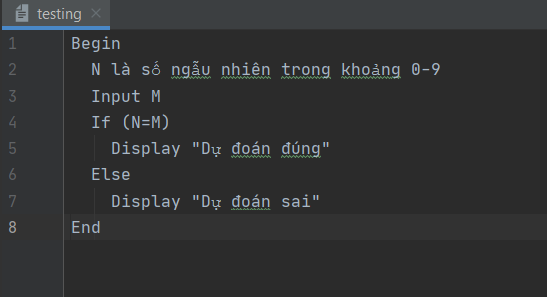 testing
1 Begin
2 N là số ngẫu nhiên trong khoảng 0-9
3 Input M
4 If (N=M)
5 Display "Dự đoán đúng"
6 Else
7 Display "Dự đoán sai"
8 End